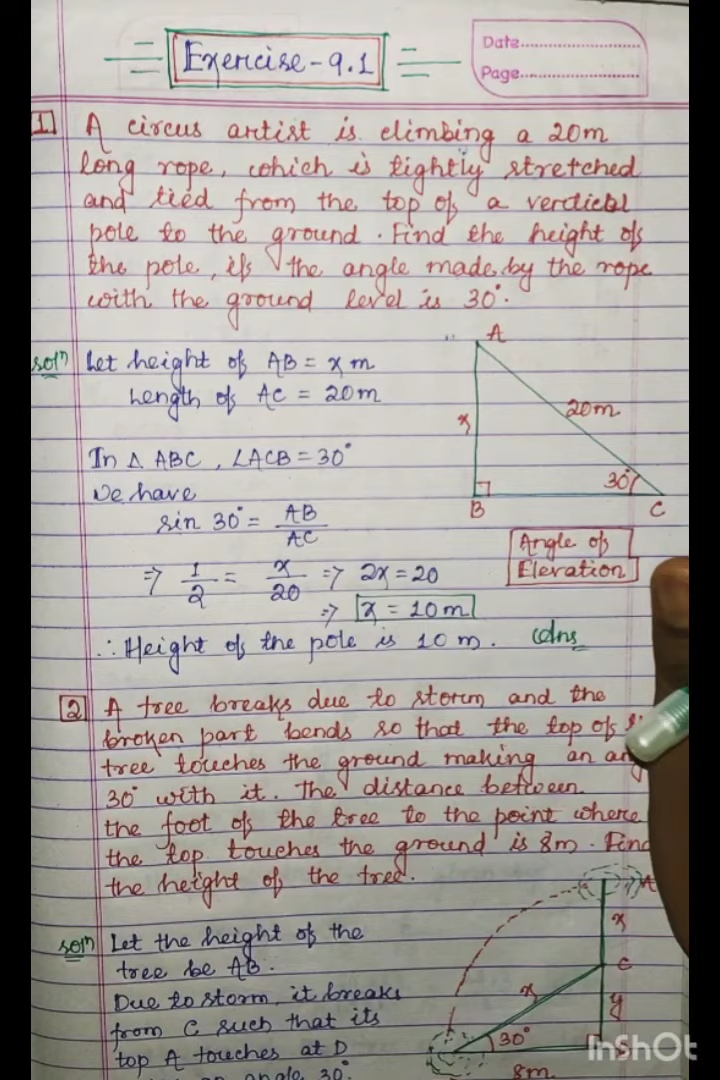 Exercise-9.1
Date
Page
1 A circus artist is climbing a 20m
long rope, which is tightly stretched
and tied from the top of a vertical
pole to the ground. Find the height of
the pole, if the angle made by the rope
with the ground level is 30°.
Solⁿ Let height of AB = x m
Length of AC = 20m
In △ ABC, ∠ACB = 30°
We have
sin 30° = AB/AC
⇒ 1/2 = x/20 ⇒ 2x = 20
⇒ x = 10m
∴ Height of the pole is 10 m. Ans
A
x
20m
30°
B
C
Angle of
Elevation
2 A tree breaks due to storm and the
broken part bends so that the top of
tree touches the ground making an
30° with it. The distance between
the foot of the tree to the point where
the top touches the ground is 8m. Find
the height of the tree.
Solⁿ Let the height of the
tree be AB.
Due to storm, it breaks
from C such that its
top A touches at D
an angle 30°.
A
x
C
x
y
30°
8m
InShOt